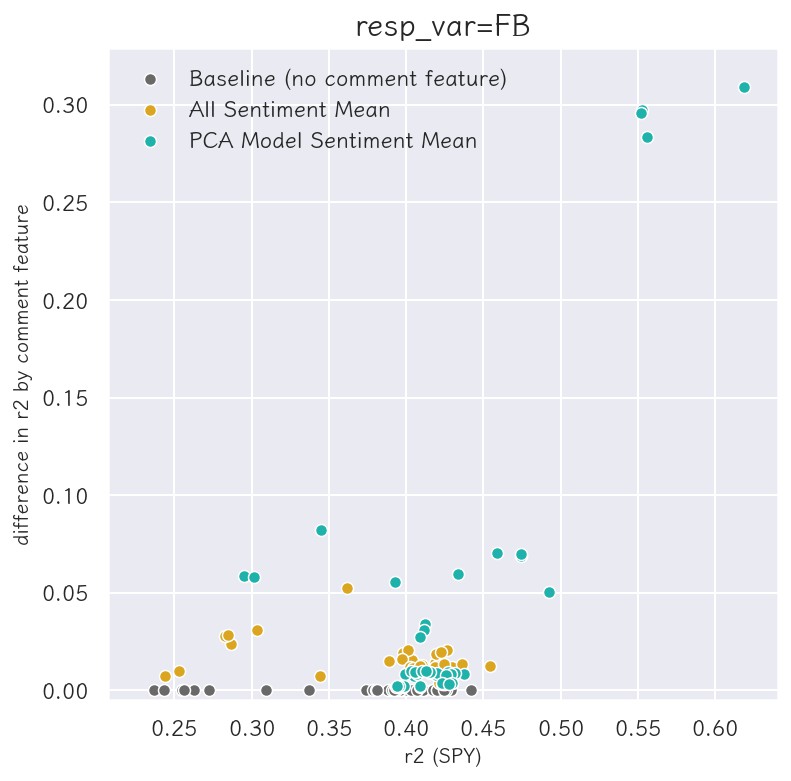 resp_var=FB
Baseline (no comment feature)
All Sentiment Mean
PCA Model Sentiment Mean
difference in r2 by comment feature
0.30
0.25
0.20
0.15
0.10
0.05
0.00
0.25 0.30 0.35 0.40 0.45 0.50 0.55 0.60
r2 (SPY)